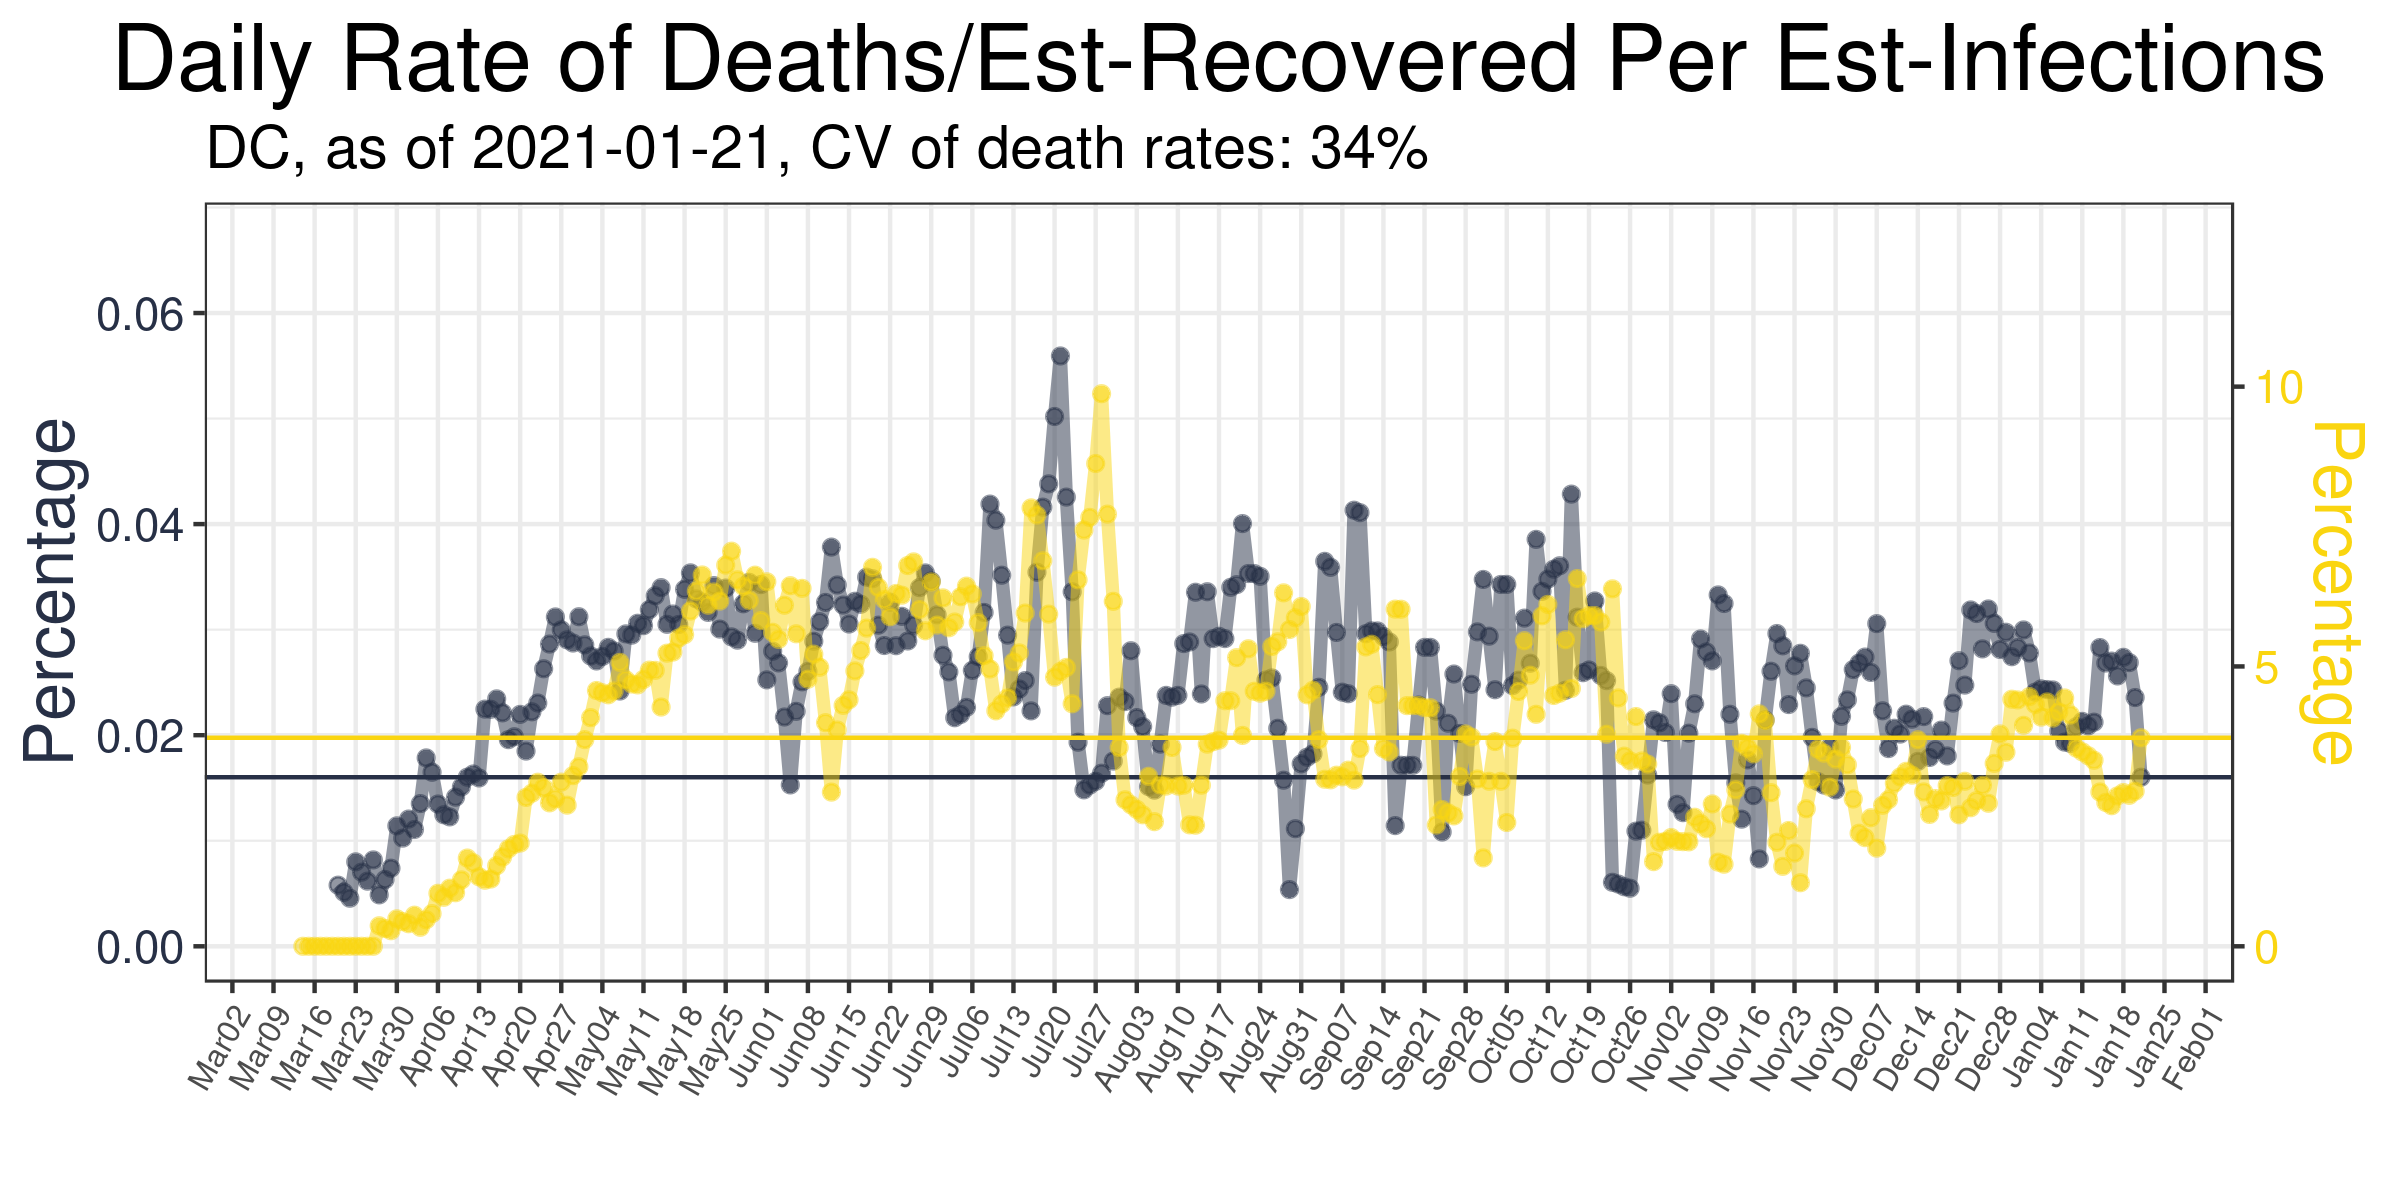 Daily Rate of Deaths/Est-Recovered Per Est-Infections
DC, as of 2021-01-21, CV of death rates: 34%
Percentage
0.06
0.04
0.02
0.00
10
5
0
Percentage
Mar02
Mar09
Mar16
Mar23
Mar30
Apr06
Apr13
Apr20
Apr27
May04
May11
May18
May25
Jun01
Jun08
Jun15
Jun22
Jun29
Jul06
Jul13
Jul20
Jul27
Aug03
Aug10
Aug17
Aug24
Aug31
Sep07
Sep14
Sep21
Sep28
Oct05
Oct12
Oct19
Oct26
Nov02
Nov09
Nov16
Nov23
Nov30
Dec07
Dec14
Dec21
Dec28
Jan04
Jan11
Jan18
Jan25
Feb01